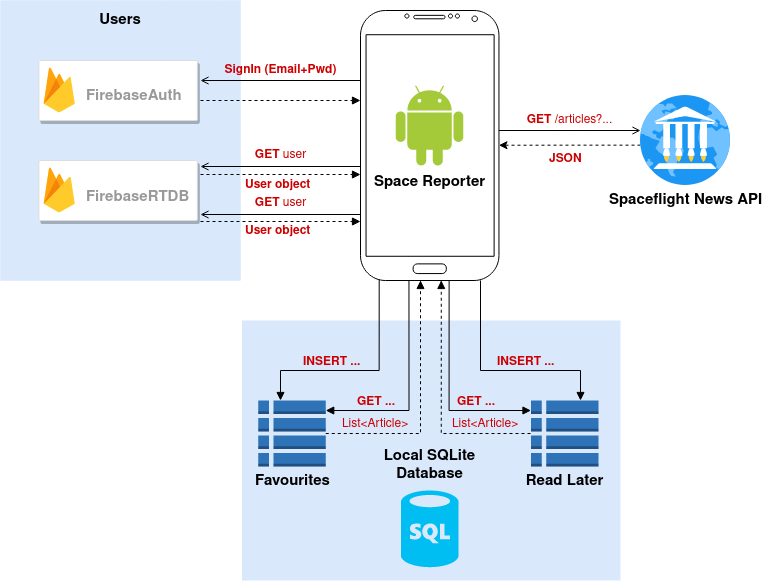 Users
SignIn (Email+Pwd)
FirebaseAuth
GET user
User object
FirebaseRTDB
GET user
User object
Space Reporter
GET /articles?...
JSON
Spaceflight News API
INSERT ...
INSERT ...
GET ...
GET ...
List<Article>
List<Article>
Favourites
Local SQLite
Database
Read Later
SQL